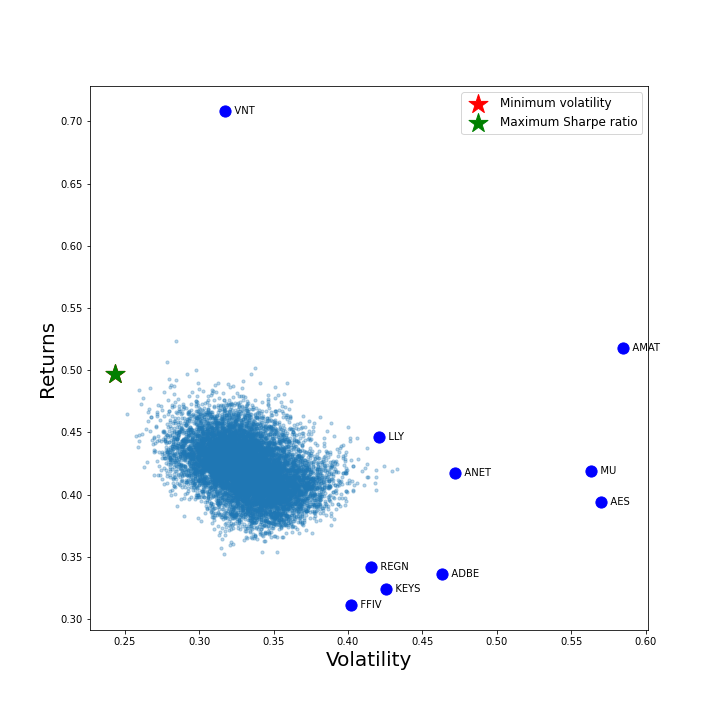 Minimum volatility
Maximum Sharpe ratio
VNT
AMAT
LLY
ANET
MU
AES
REGN
ADBE
KEYS
FFIV
Returns
0.70
0.65
0.60
0.55
0.50
0.45
0.40
0.35
0.30
0.25 0.30 0.35 0.40 0.45 0.50 0.55 0.60
Volatility